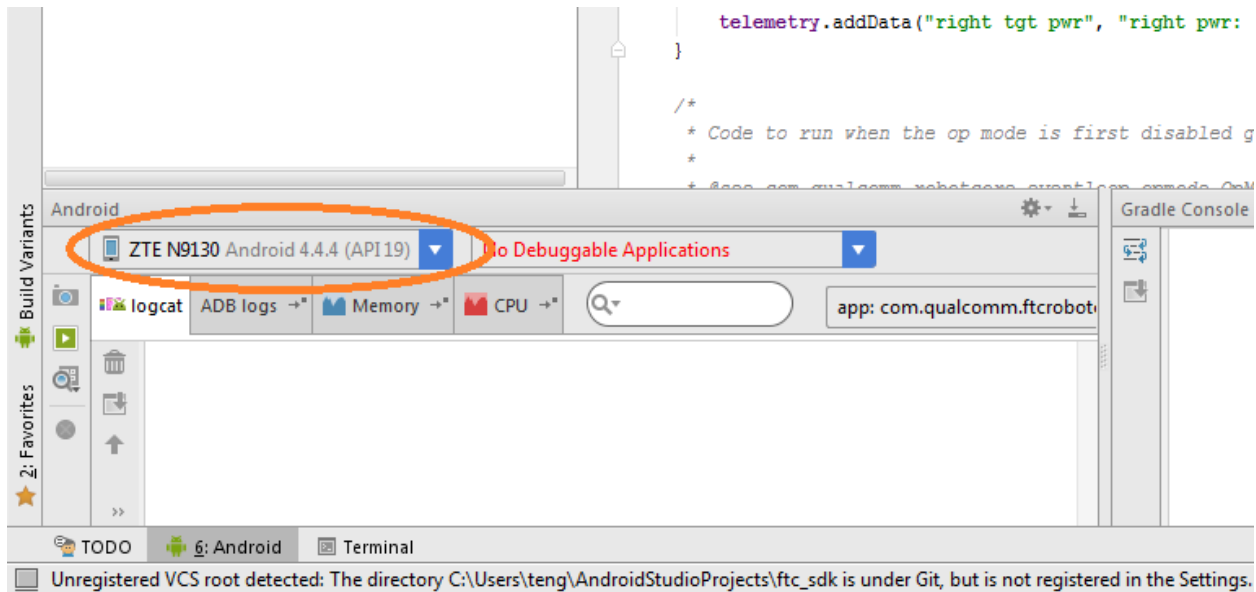 telemetry.addData("right tgt pwr", "right pwr:
}
/*
* Code to run when the op mode is first disabled g
*
Android
Gradle Console
ZTE N9130 Android 4.4.4 (API 19)
No Debuggable Applications
logcat
ADB logs
Memory
CPU
app: com.qualcomm.ftcrobot
Build Variants
2: Favorites
TODO
6: Android
Terminal
Unregistered VCS root detected: The directory C:\Users\teng\AndroidStudioProjects\ftc_sdk is under Git, but is not registered in the Settings.